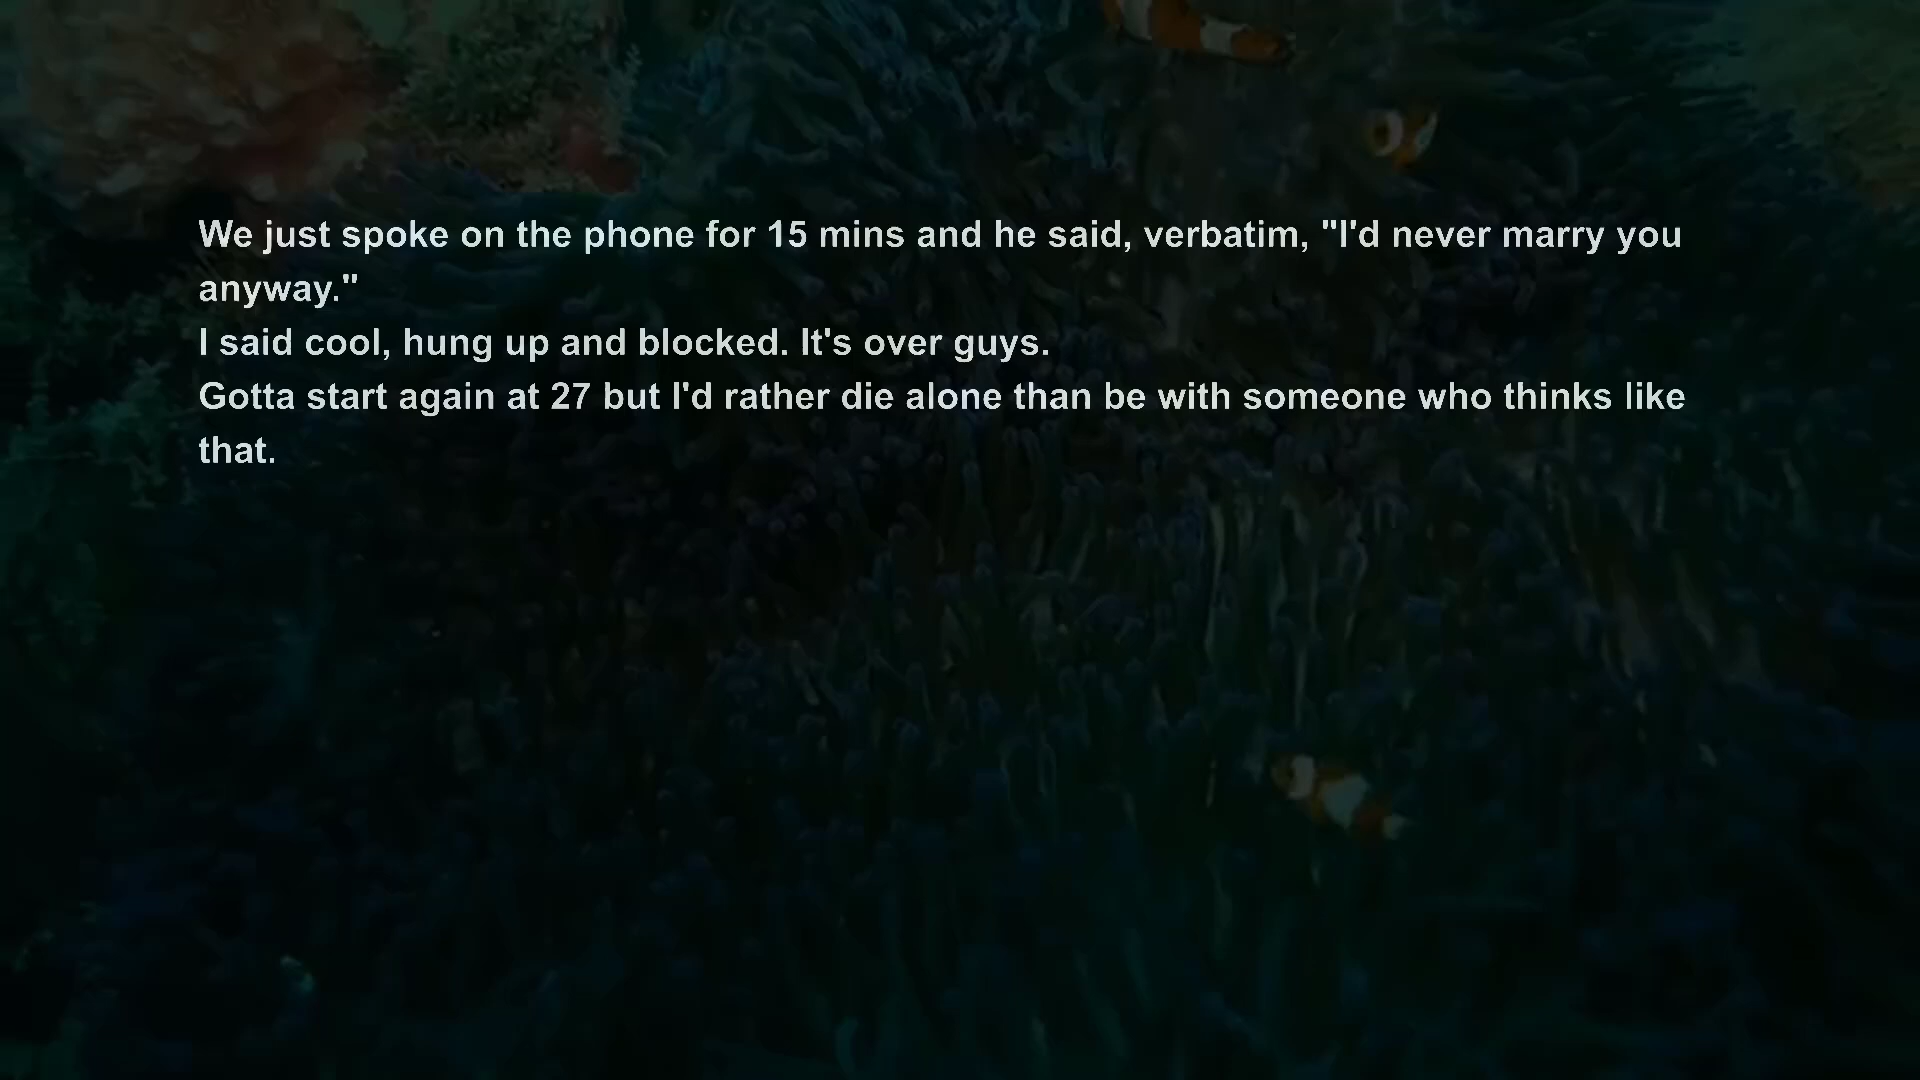 We just spoke on the phone for 15 mins and he said, verbatim, "I'd never marry you
anyway."
I said cool, hung up and blocked. It's over guys.
Gotta start again at 27 but I'd rather die alone than be with someone who thinks like
that.